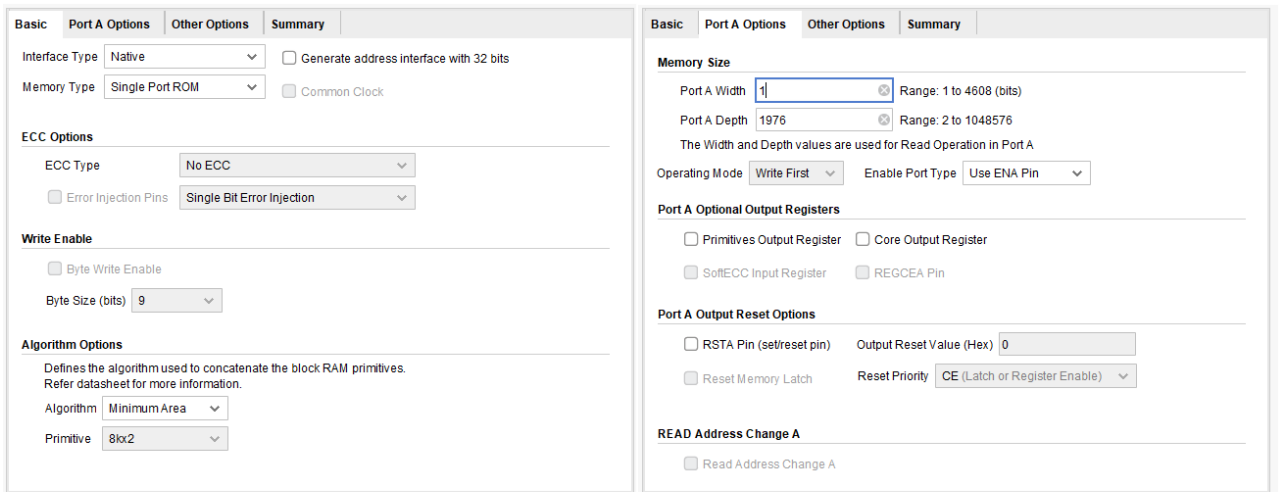 Basic Port A Options Other Options Summary
Interface Type Native Generate address interface with 32 bits
Memory Type Single Port ROM Common Clock
ECC Options
ECC Type No ECC
Error Injection Pins Single Bit Error Injection
Write Enable
Byte Write Enable
Byte Size (bits) 9
Algorithm Options
Defines the algorithm used to concatenate the block RAM primitives.
Refer datasheet for more information.
Algorithm Minimum Area
Primitive 8kx2
Basic Port A Options Other Options Summary
Memory Size
Port A Width 1 Range: 1 to 4608 (bits)
Port A Depth 1976 Range: 2 to 1048576
The Width and Depth values are used for Read Operation in Port A
Operating Mode Write First Enable Port Type Use ENA Pin
Port A Optional Output Registers
Primitives Output Register Core Output Register
SoftECC Input Register REGCEA Pin
Port A Output Reset Options
RSTA Pin (set/reset pin) Output Reset Value (Hex) 0
Reset Memory Latch Reset Priority CE (Latch or Register Enable)
READ Address Change A
Read Address Change A